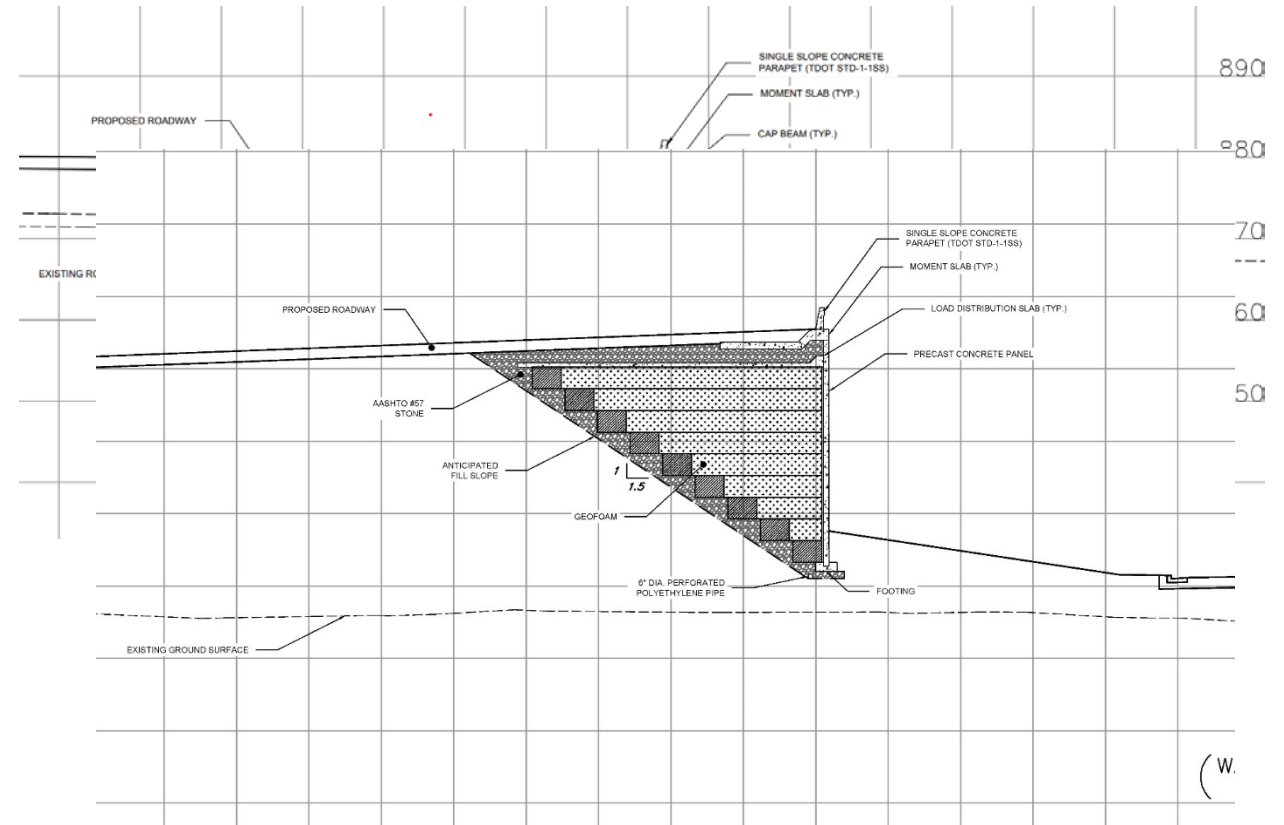 SINGLE SLOPE CONCRETE
PARAPET (TDOT STD-1-1SS)
890
MOMENT SLAB (TYP.)
PROPOSED ROADWAY
CAP BEAM (TYP.)
880
70
SINGLE SLOPE CONCRETE
PARAPET (TDOT STD-1-1SS)
MOMENT SLAB (TYP.)
EXISTING
PROPOSED ROADWAY
LOAD DISTRIBUTION SLAB (TYP.)
60
PRECAST CONCRETE PANEL
50
AASHTO #57
STONE
ANTICIPATED
FILL SLOPE
1
1.5
GEOFOAM
6" DIA. PERFORATED
POLYETHYLENE PIPE
FOOTING
EXISTING GROUND SURFACE
(W